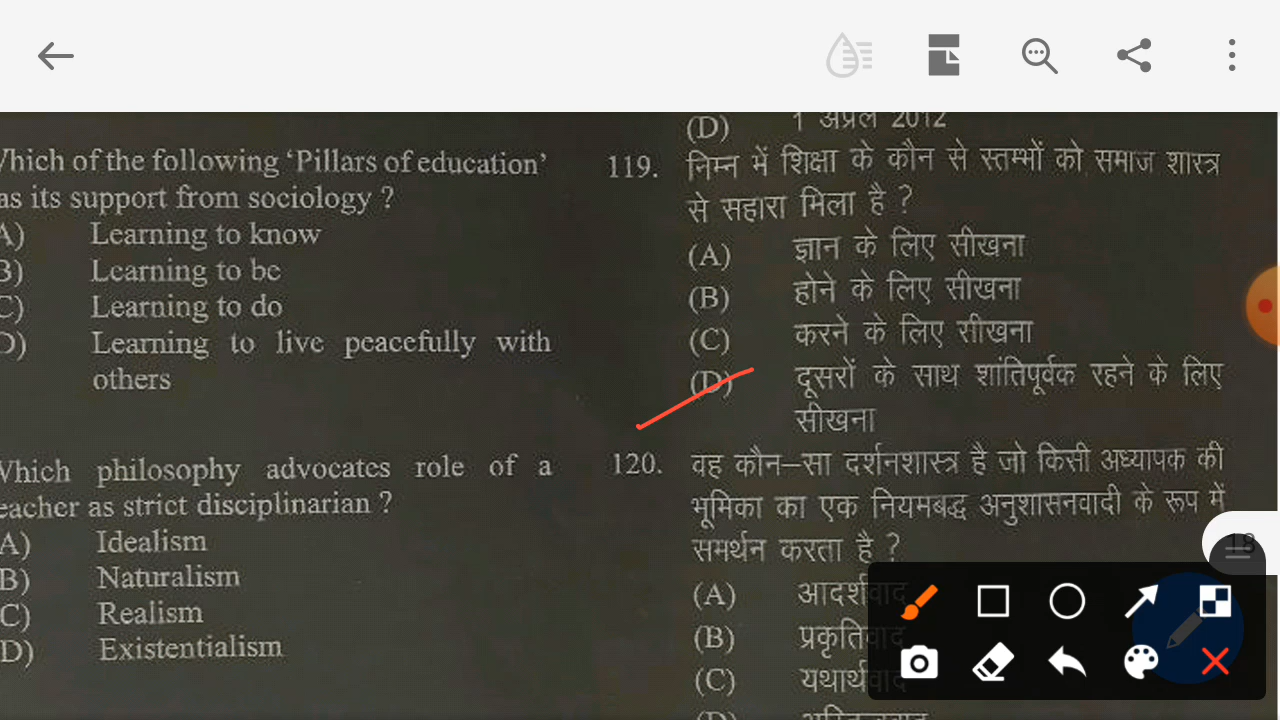 Which of the following 'Pillars of education'
as its support from sociology ?
A) Learning to know
B) Learning to be
C) Learning to do
D) Learning to live peacefully with
others
Which philosophy advocates role of a
eacher as strict disciplinarian ?
A) Idealism
B) Naturalism
C) Realism
D) Existentialism
(D) 1 अप्रैल 2012
119. निम्न में शिक्षा के कौन से स्तम्भों को समाज शास्त्र
से सहारा मिला है ?
(A) ज्ञान के लिए सीखना
(B) होने के लिए सीखना
(C) करने के लिए सीखना
(D) दूसरों के साथ शांतिपूर्वक रहने के लिए
सीखना
120. वह कौन–सा दर्शनशास्त्र है जो किसी अध्यापक की
भूमिका का एक नियमबद्ध अनुशासनवादी के रूप में
समर्थन करता है ?
(A) आदर्शवाद
(B) प्रकृतिवाद
(C) यथार्थवाद
18